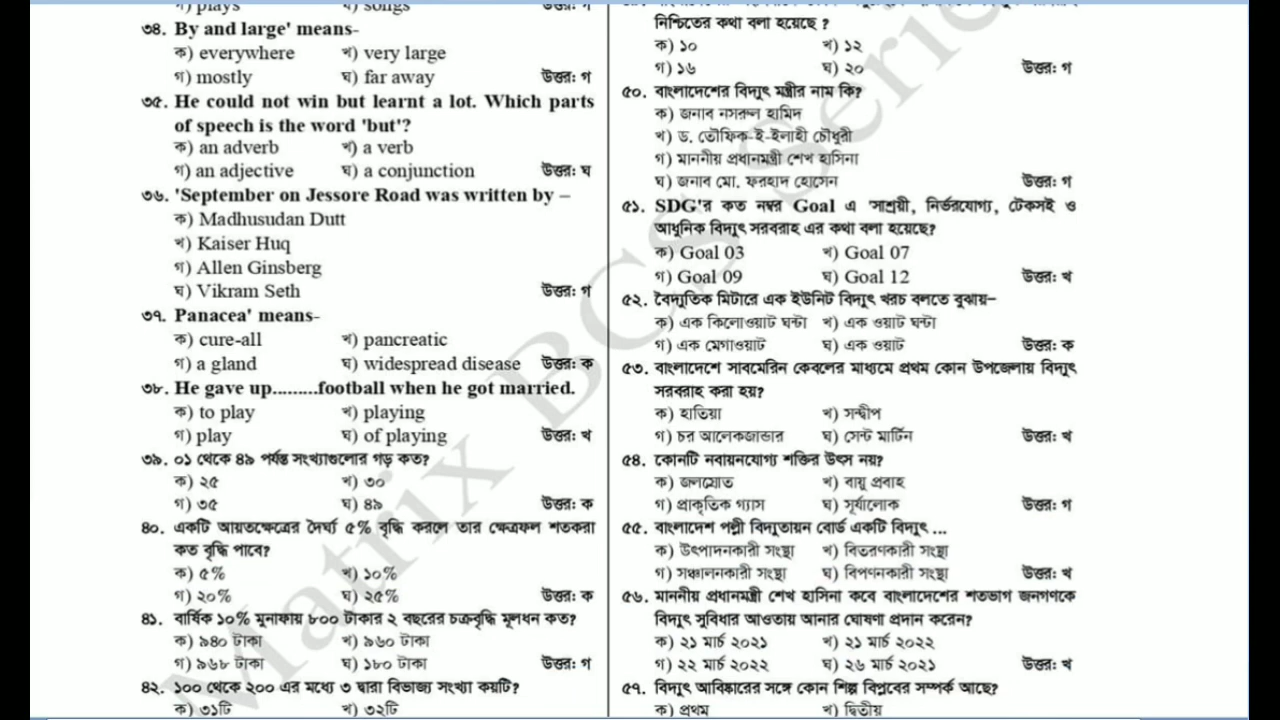 গ) plays ঘ) songs উত্তর: গ
৩৪. By and large' means-
ক) everywhere খ) very large
গ) mostly ঘ) far away উত্তর: গ
৩৫. He could not win but learnt a lot. Which parts
of speech is the word 'but'?
ক) an adverb খ) a verb
গ) an adjective ঘ) a conjunction উত্তর: ঘ
৩৬. 'September on Jessore Road was written by –
ক) Madhusudan Dutt
খ) Kaiser Huq
গ) Allen Ginsberg
ঘ) Vikram Seth উত্তর: গ
৩৭. Panacea' means-
ক) cure-all খ) pancreatic
গ) a gland ঘ) widespread disease উত্তর: ক
৩৮. He gave up.........football when he got married.
ক) to play খ) playing
গ) play ঘ) of playing উত্তর: খ
৩৯. ০১ থেকে ৪৯ পর্যন্ত সংখ্যাগুলোর গড় কত?
ক) ২৫ খ) ৩০
গ) ৩৫ ঘ) ৪৯ উত্তর: ক
৪০. একটি আয়তক্ষেত্রের দৈর্ঘ্য ৫% বৃদ্ধি করলে তার ক্ষেত্রফল শতকরা
কত বৃদ্ধি পাবে?
ক) ৫% খ) ১০%
গ) ২০% ঘ) ২৫% উত্তর: ক
৪১. বার্ষিক ১০% মুনাফায় ৮০০ টাকার ২ বছরের চক্রবৃদ্ধি মূলধন কত?
ক) ৯৪০ টাকা খ) ৯৬০ টাকা
গ) ৯৬৮ টাকা ঘ) ১৮০ টাকা উত্তর: গ
৪২. ১০০ থেকে ২০০ এর মধ্যে ৩ দ্বারা বিভাজ্য সংখ্যা কয়টি?
ক) ৩১টি খ) ৩২টি
নিশ্চিতের কথা বলা হয়েছে ?
ক) ১০ খ) ১২
গ) ১৬ ঘ) ২০ উত্তর: গ
৫০. বাংলাদেশের বিদ্যুৎ মন্ত্রীর নাম কি?
ক) জনাব নসরুল হামিদ
খ) ড. তৌফিক-ই-ইলাহী চৌধুরী
গ) মাননীয় প্রধানমন্ত্রী শেখ হাসিনা
ঘ) জনাব মো. ফরহাদ হোসেন উত্তর: গ
৫১. SDG'র কত নম্বর Goal এ 'সাশ্রয়ী, নির্ভরযোগ্য, টেকসই ও
আধুনিক বিদ্যুৎ সরবরাহ এর কথা বলা হয়েছে?
ক) Goal 03 খ) Goal 07
গ) Goal 09 ঘ) Goal 12 উত্তর: খ
৫২. বৈদ্যুতিক মিটারে এক ইউনিট বিদ্যুৎ খরচ বলতে বুঝায়–
ক) এক কিলোওয়াট ঘন্টা খ) এক ওয়াট ঘন্টা
গ) এক মেগাওয়াট ঘ) এক ওয়াট উত্তর: ক
৫৩. বাংলাদেশে সাবমেরিন কেবলের মাধ্যমে প্রথম কোন উপজেলায় বিদ্যুৎ
সরবরাহ করা হয়?
ক) হাতিয়া খ) সন্দ্বীপ
গ) চর আলেকজান্ডার ঘ) সেন্ট মার্টিন উত্তর: খ
৫৪. কোনটি নবায়নযোগ্য শক্তির উৎস নয়?
ক) জলস্রোত খ) বায়ু প্রবাহ
গ) প্রাকৃতিক গ্যাস ঘ) সূর্যালোক উত্তর: গ
৫৫. বাংলাদেশ পল্লী বিদ্যুতায়ন বোর্ড একটি বিদ্যুৎ ...
ক) উৎপাদনকারী সংস্থা খ) বিতরণকারী সংস্থা
গ) সঞ্চালনকারী সংস্থা ঘ) বিপণনকারী সংস্থা উত্তর: খ
৫৬. মাননীয় প্রধানমন্ত্রী শেখ হাসিনা কবে বাংলাদেশের শতভাগ জনগণকে
বিদ্যুৎ সুবিধার আওতায় আনার ঘোষণা প্রদান করেন?
ক) ২১ মার্চ ২০২১ খ) ২১ মার্চ ২০২২
গ) ২২ মার্চ ২০২২ ঘ) ২৬ মার্চ ২০২১ উত্তর: খ
৫৭. বিদ্যুৎ আবিষ্কারের সঙ্গে কোন শিল্প বিপ্লবের সম্পর্ক আছে?
ক) প্রথম খ) দ্বিতীয়
Matrix BCS Series